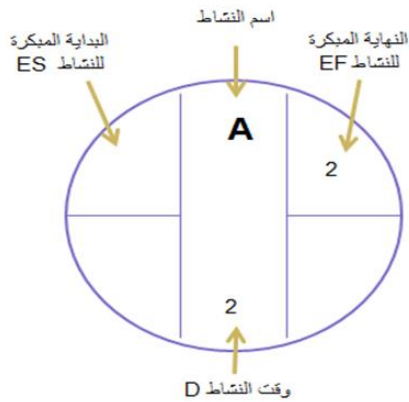 اسم النشاط
البداية المبكرة
للنشاط ES
النهاية المبكرة
للنشاط EF
A
2
2
وقت النشاط D